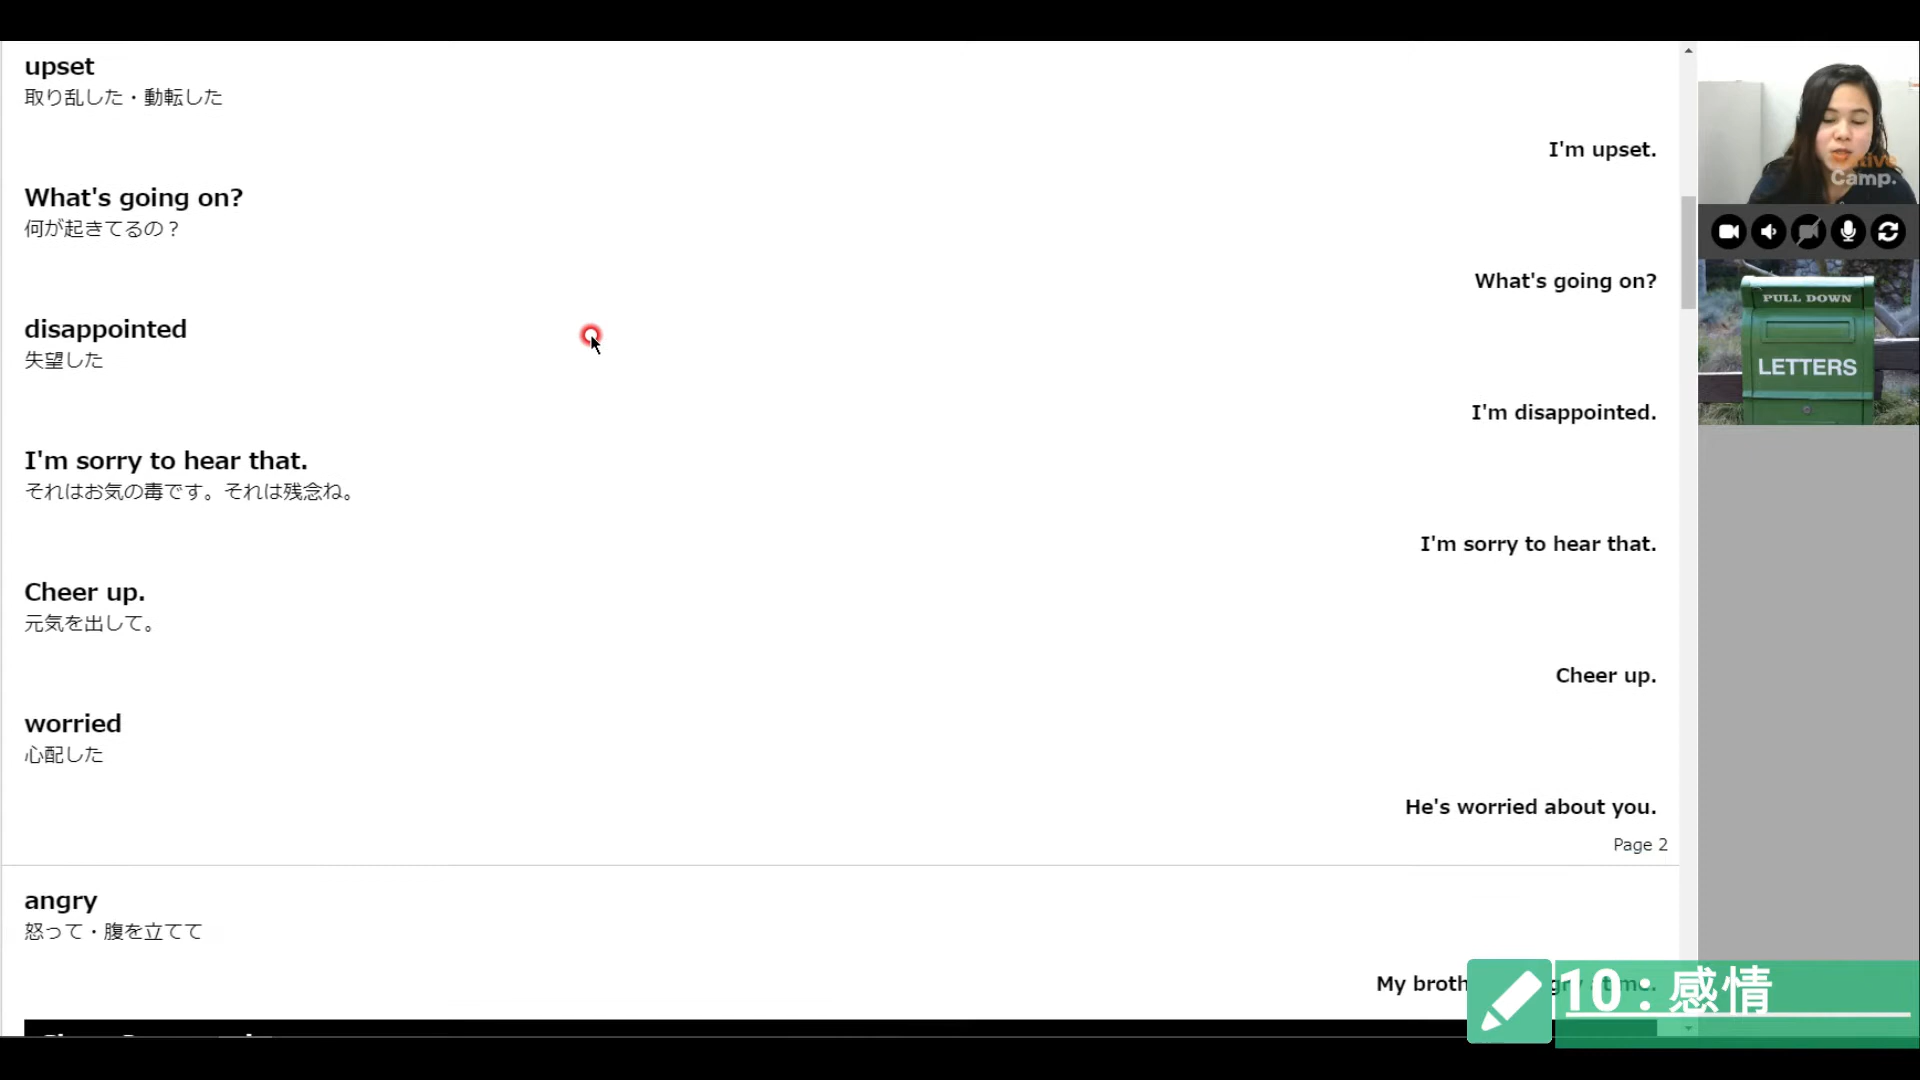 upset
取り乱した・動転した
I'm upset.
What's going on?
何が起きてるの？
What's going on?
disappointed
失望した
I'm disappointed.
I'm sorry to hear that.
それはお気の毒です。それは残念ね。
I'm sorry to hear that.
Cheer up.
元気を出して。
Cheer up.
worried
心配した
He's worried about you.
Page 2
angry
怒って・腹を立てて
My
10：感情
Camp.
PULL DOWN
LETTERS